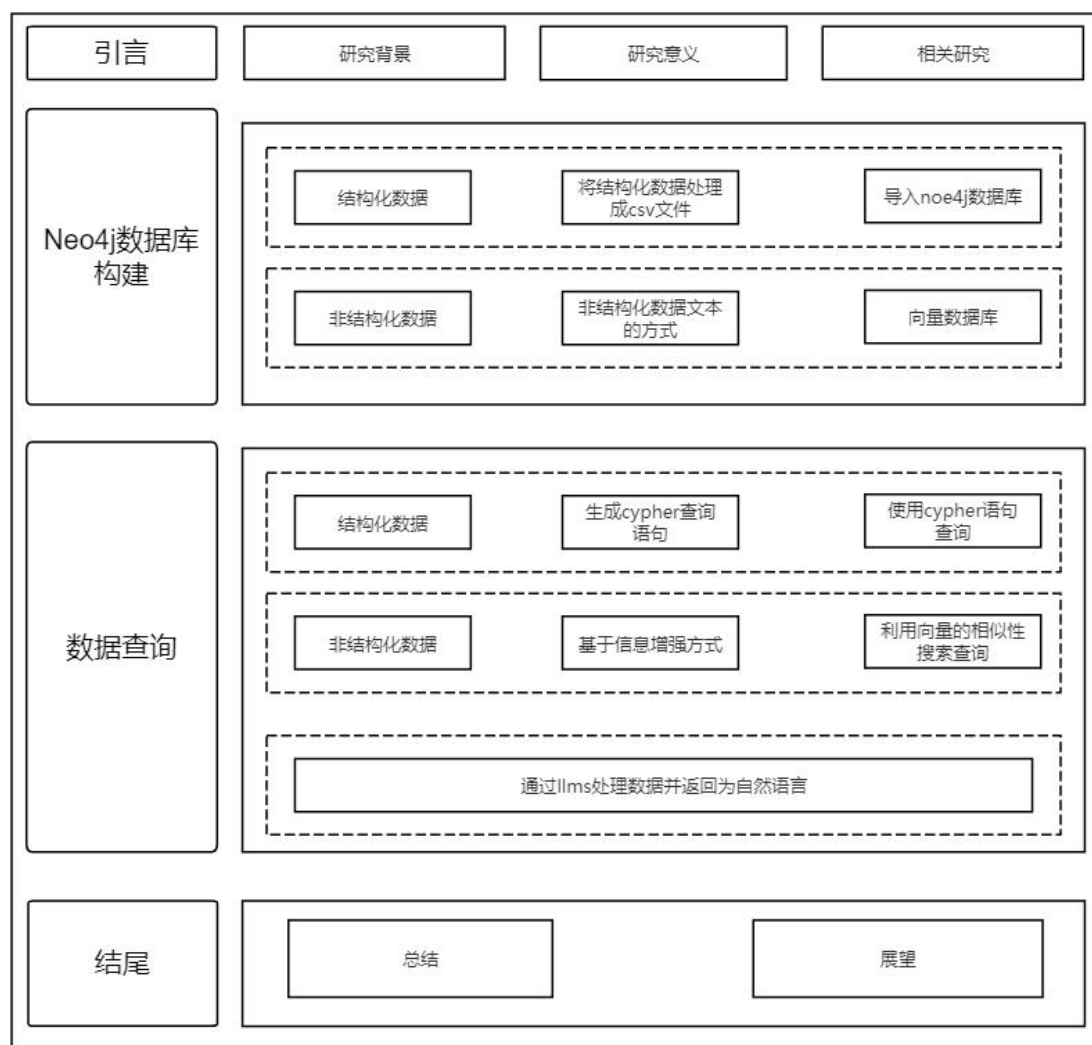 引言
研究背景
研究意义
相关研究
Neo4j数据库
构建
结构化数据
将结构化数据处理
成csv文件
导入noe4j数据库
非结构化数据
非结构化数据文本
的方式
向量数据库
数据查询
结构化数据
生成cypher查询
语句
使用cypher语句
查询
非结构化数据
基于信息增强方式
利用向量的相似性
搜索查询
通过llms处理数据并返回为自然语言
结尾
总结
展望